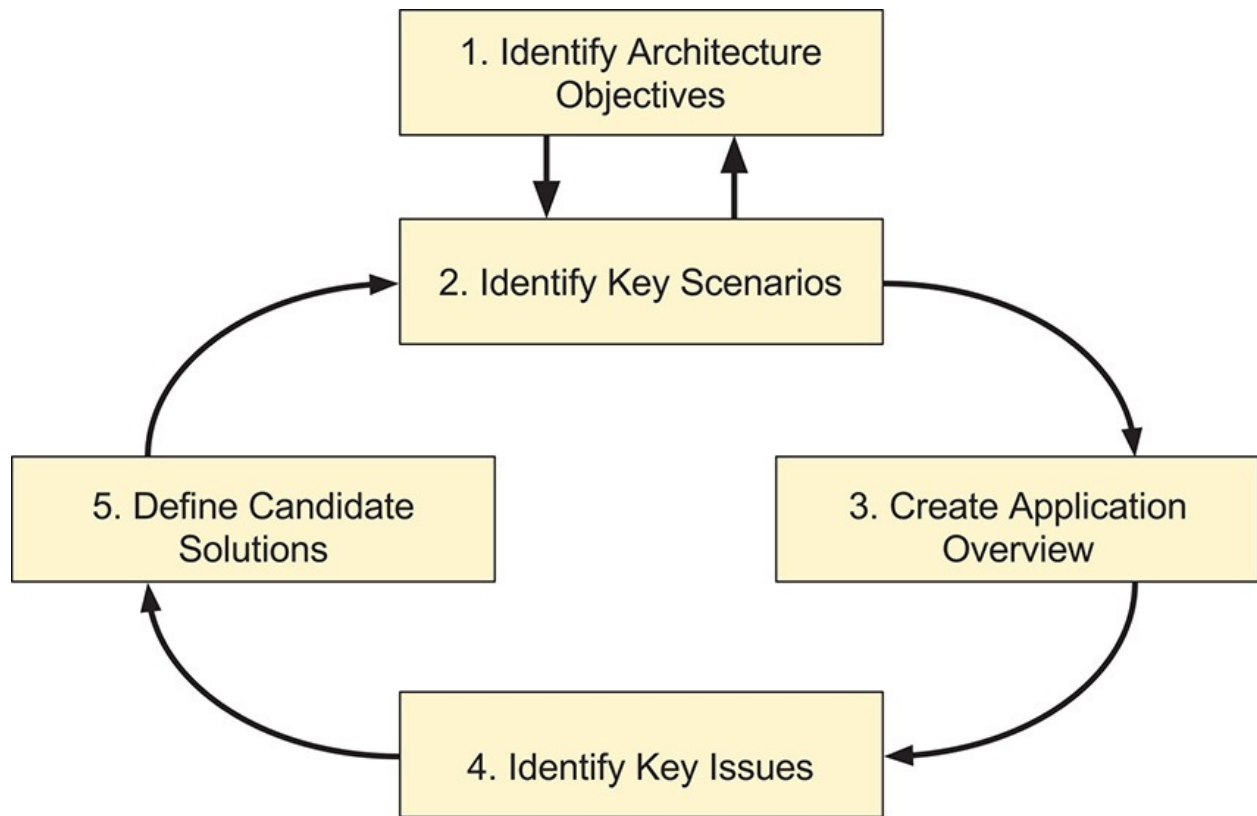 1. Identify Architecture
Objectives
2. Identify Key Scenarios
3. Create Application
Overview
4. Identify Key Issues
5. Define Candidate
Solutions